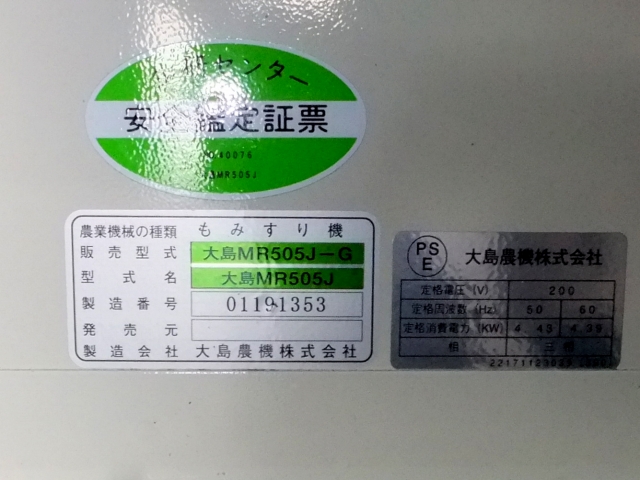 センター
安全鑑定証票
農業機械の種類 もみすり機
販売型式 大島MR505J-G
型式名 大島MR505J
製造番号 01191353
発売元
製造会社 大島農機株式会社
PS
E
大島農機株式会社
定格電圧(V) 200
定格周波数(Hz) 50 60
定格消費電力(KW) 4.43 4.39
相 三相